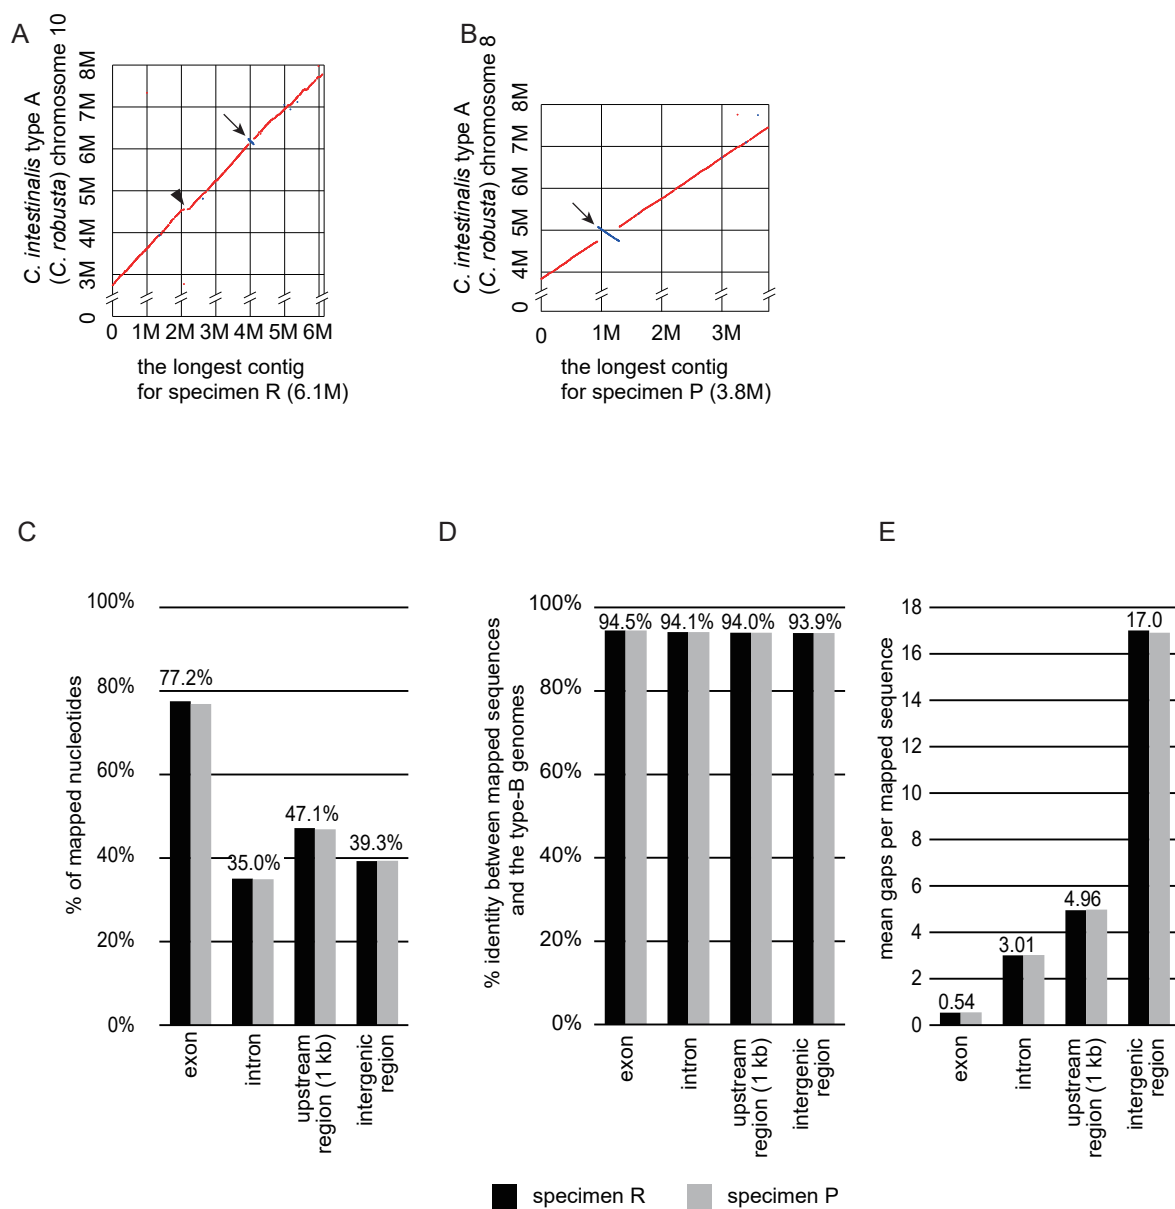 A
C. intestinalis type A
(C. robusta) chromosome 10
8M
7M
6M
5M
4M
3M
0
0 1M 2M 3M 4M 5M 6M
the longest contig
for specimen R (6.1M)
B
C. intestinalis type A
(C. robusta) chromosome 8
8M
7M
6M
5M
4M
0
0 1M 2M 3M
the longest contig
for specimen P (3.8M)
C
% of mapped nucleotides
100%
80%
60%
40%
20%
0%
77.2%
35.0%
47.1%
39.3%
exon
intron
upstream
region (1 kb)
intergenic
region
D
% identity between mapped sequences
and the type-B genomes
100%
80%
60%
40%
20%
0%
94.5% 94.1% 94.0% 93.9%
exon
intron
upstream
region (1 kb)
intergenic
region
E
mean gaps per mapped sequence
18
16
14
12
10
8
6
4
2
0
0.54
3.01
4.96
17.0
exon
intron
upstream
region (1 kb)
intergenic
region
specimen R
specimen P